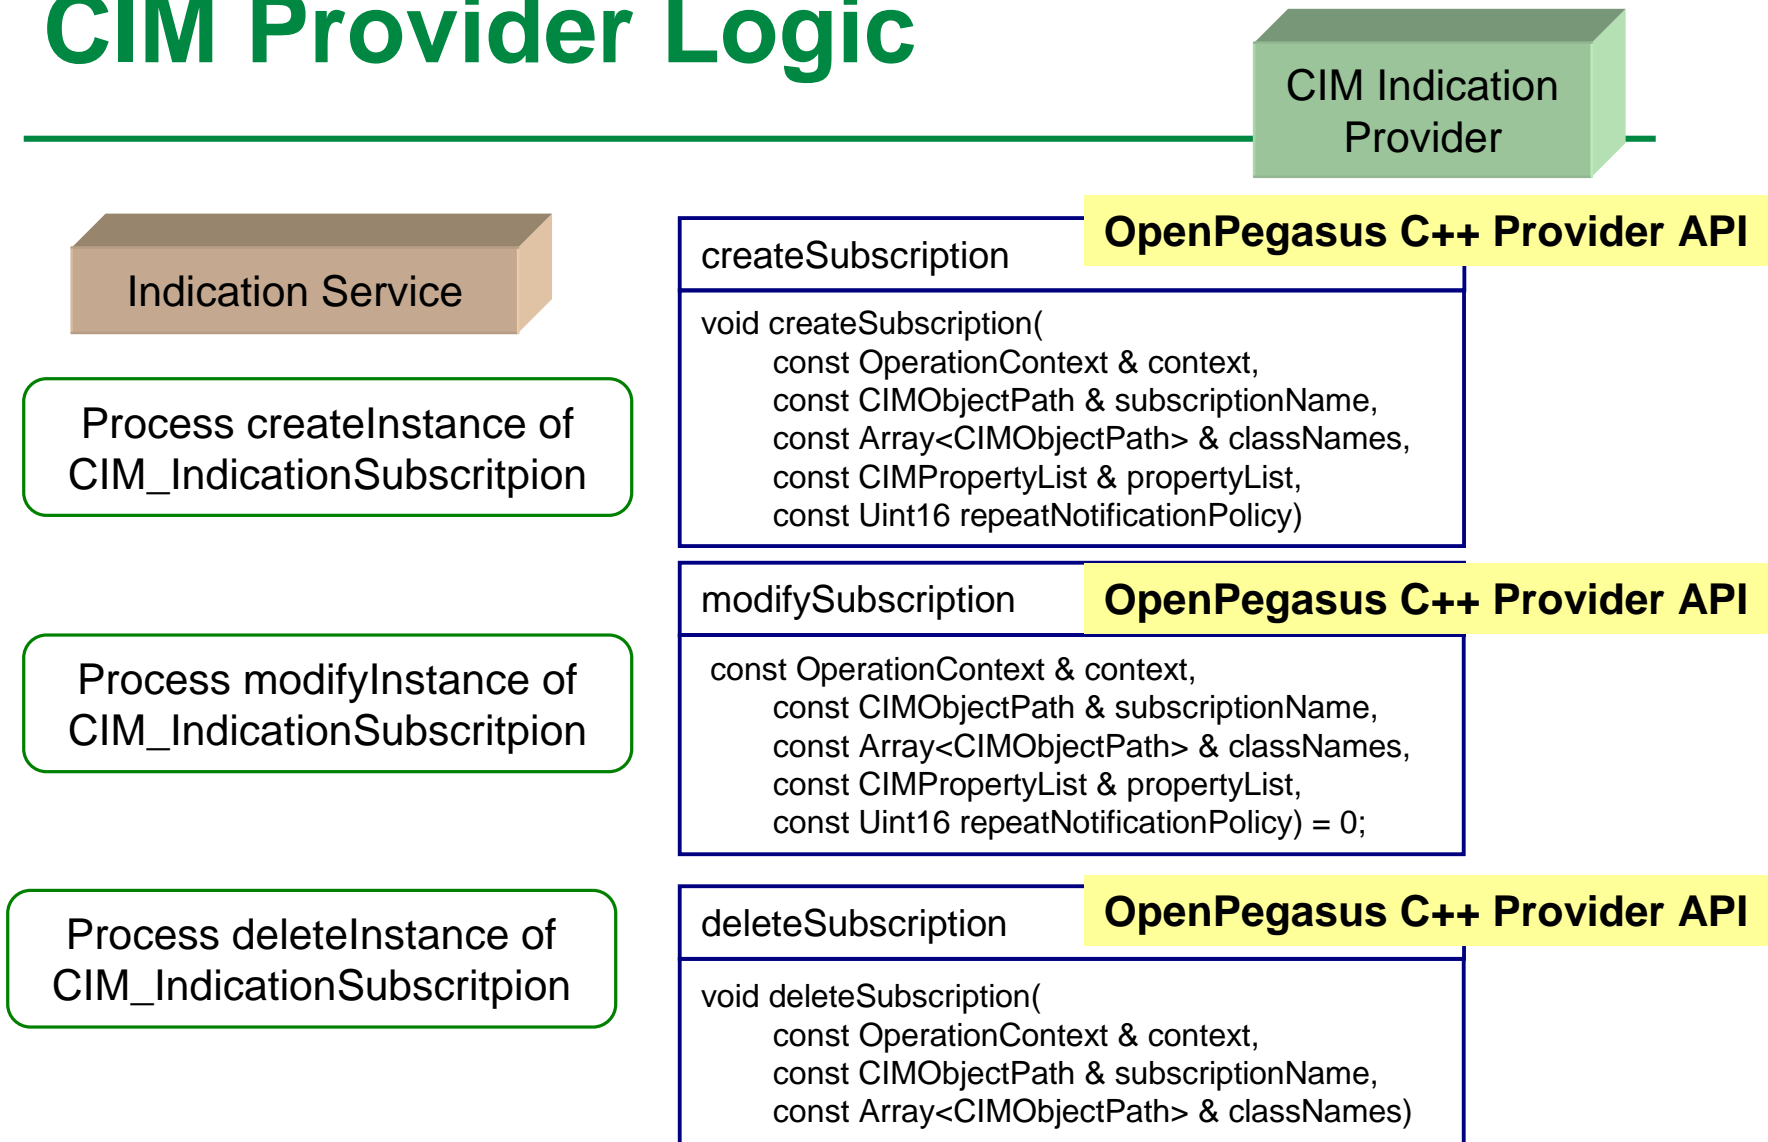 CIM Provider Logic
CIM Indication
Provider
Indication Service
Process createInstance of
CIM_IndicationSubscritpion
Process modifyInstance of
CIM_IndicationSubscritpion
Process deleteInstance of
CIM_IndicationSubscritpion
createSubscription
OpenPegasus C++ Provider API
void createSubscription(
const OperationContext & context,
const CIMObjectPath & subscriptionName,
const Array<CIMObjectPath> & classNames,
const CIMPropertyList & propertyList,
const Uint16 repeatNotificationPolicy)
modifySubscription
OpenPegasus C++ Provider API
const OperationContext & context,
const CIMObjectPath & subscriptionName,
const Array<CIMObjectPath> & classNames,
const CIMPropertyList & propertyList,
const Uint16 repeatNotificationPolicy) = 0;
deleteSubscription
OpenPegasus C++ Provider API
void deleteSubscription(
const OperationContext & context,
const CIMObjectPath & subscriptionName,
const Array<CIMObjectPath> & classNames)